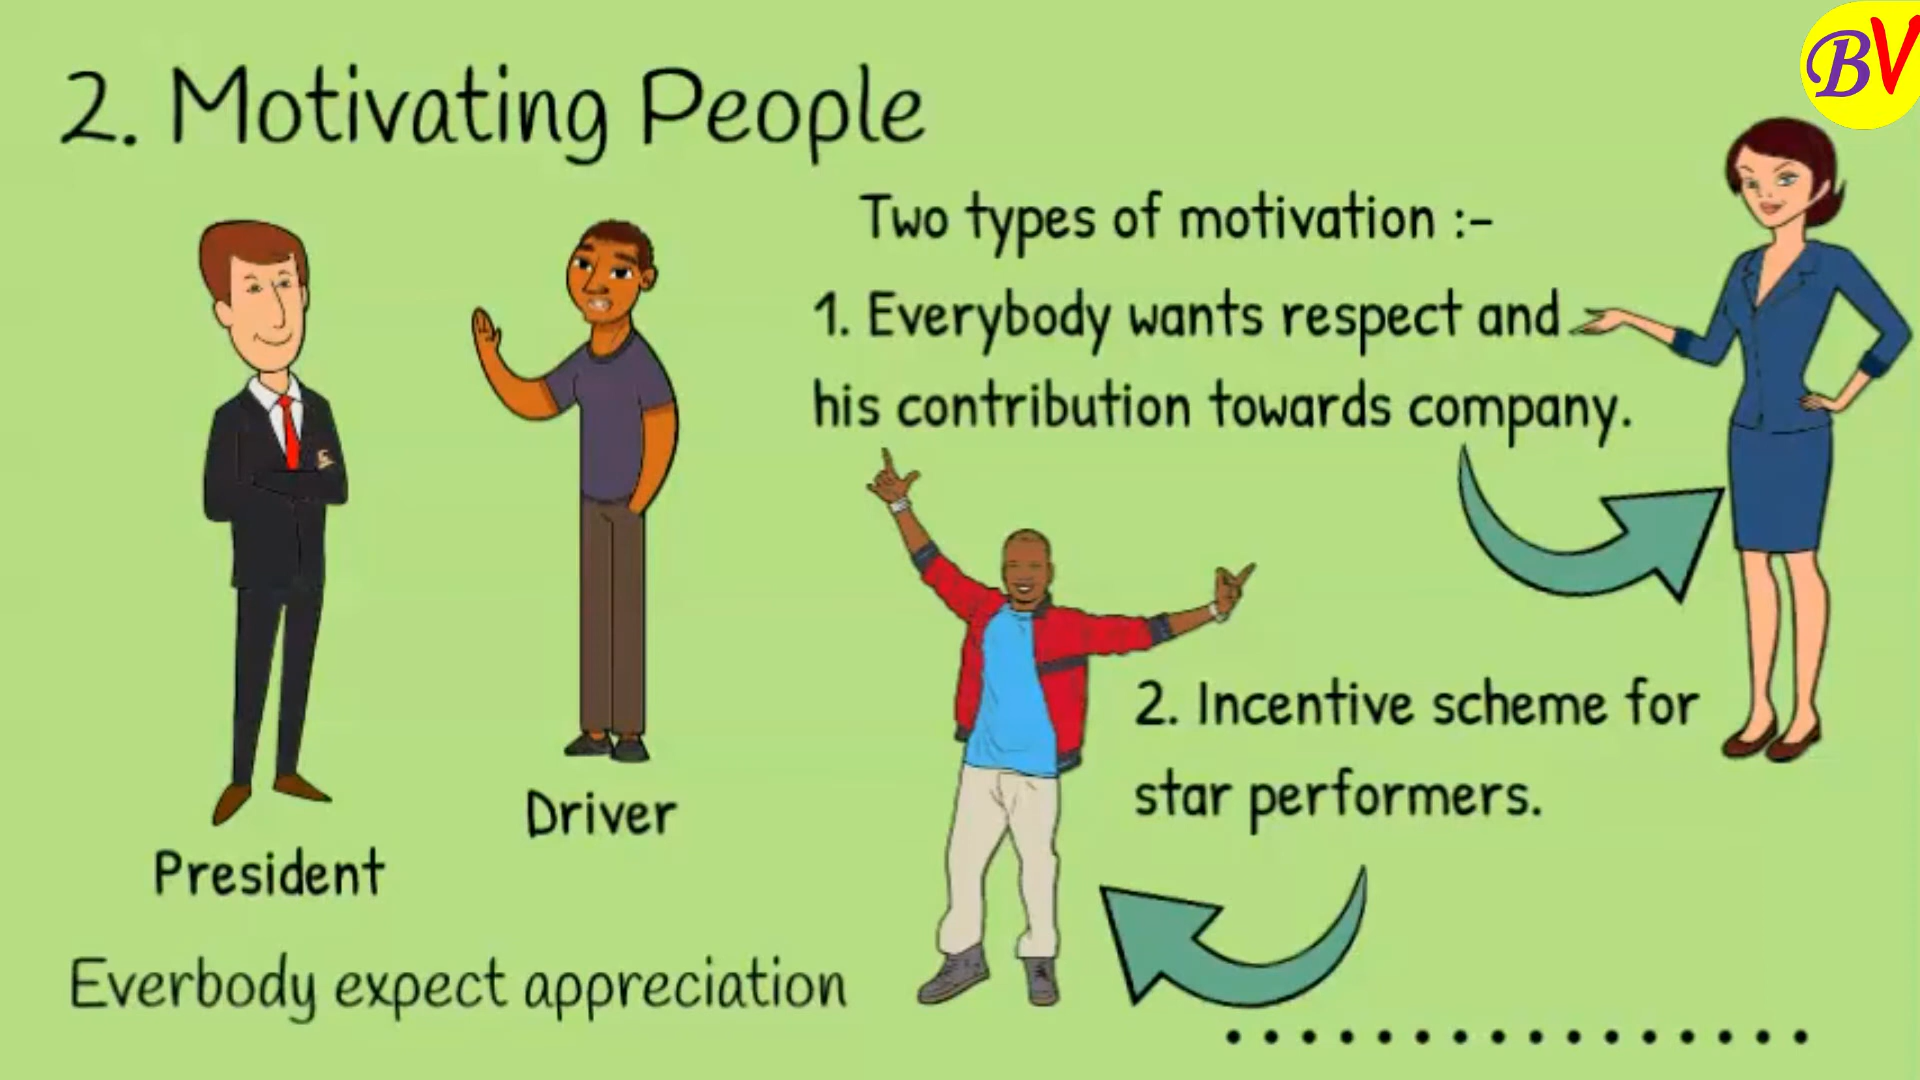 BV
2. Motivating People
Two types of motivation :-
1. Everybody wants respect and
his contribution towards company.
2. Incentive scheme for
star performers.
Driver
President
Everbody expect appreciation